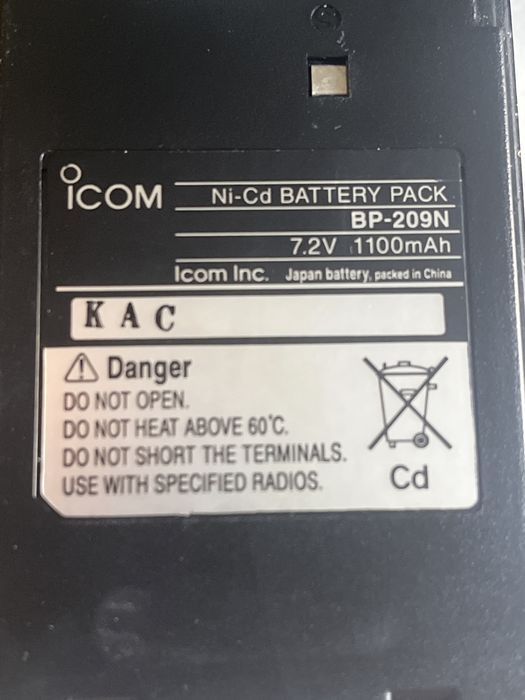 ICOM
Ni-Cd BATTERY PACK
BP-209N
7.2V 1100mAh
Icom Inc. Japan battery, packed in China
KAC
Danger
DO NOT OPEN.
DO NOT HEAT ABOVE 60°C.
DO NOT SHORT THE TERMINALS.
USE WITH SPECIFIED RADIOS.
Cd